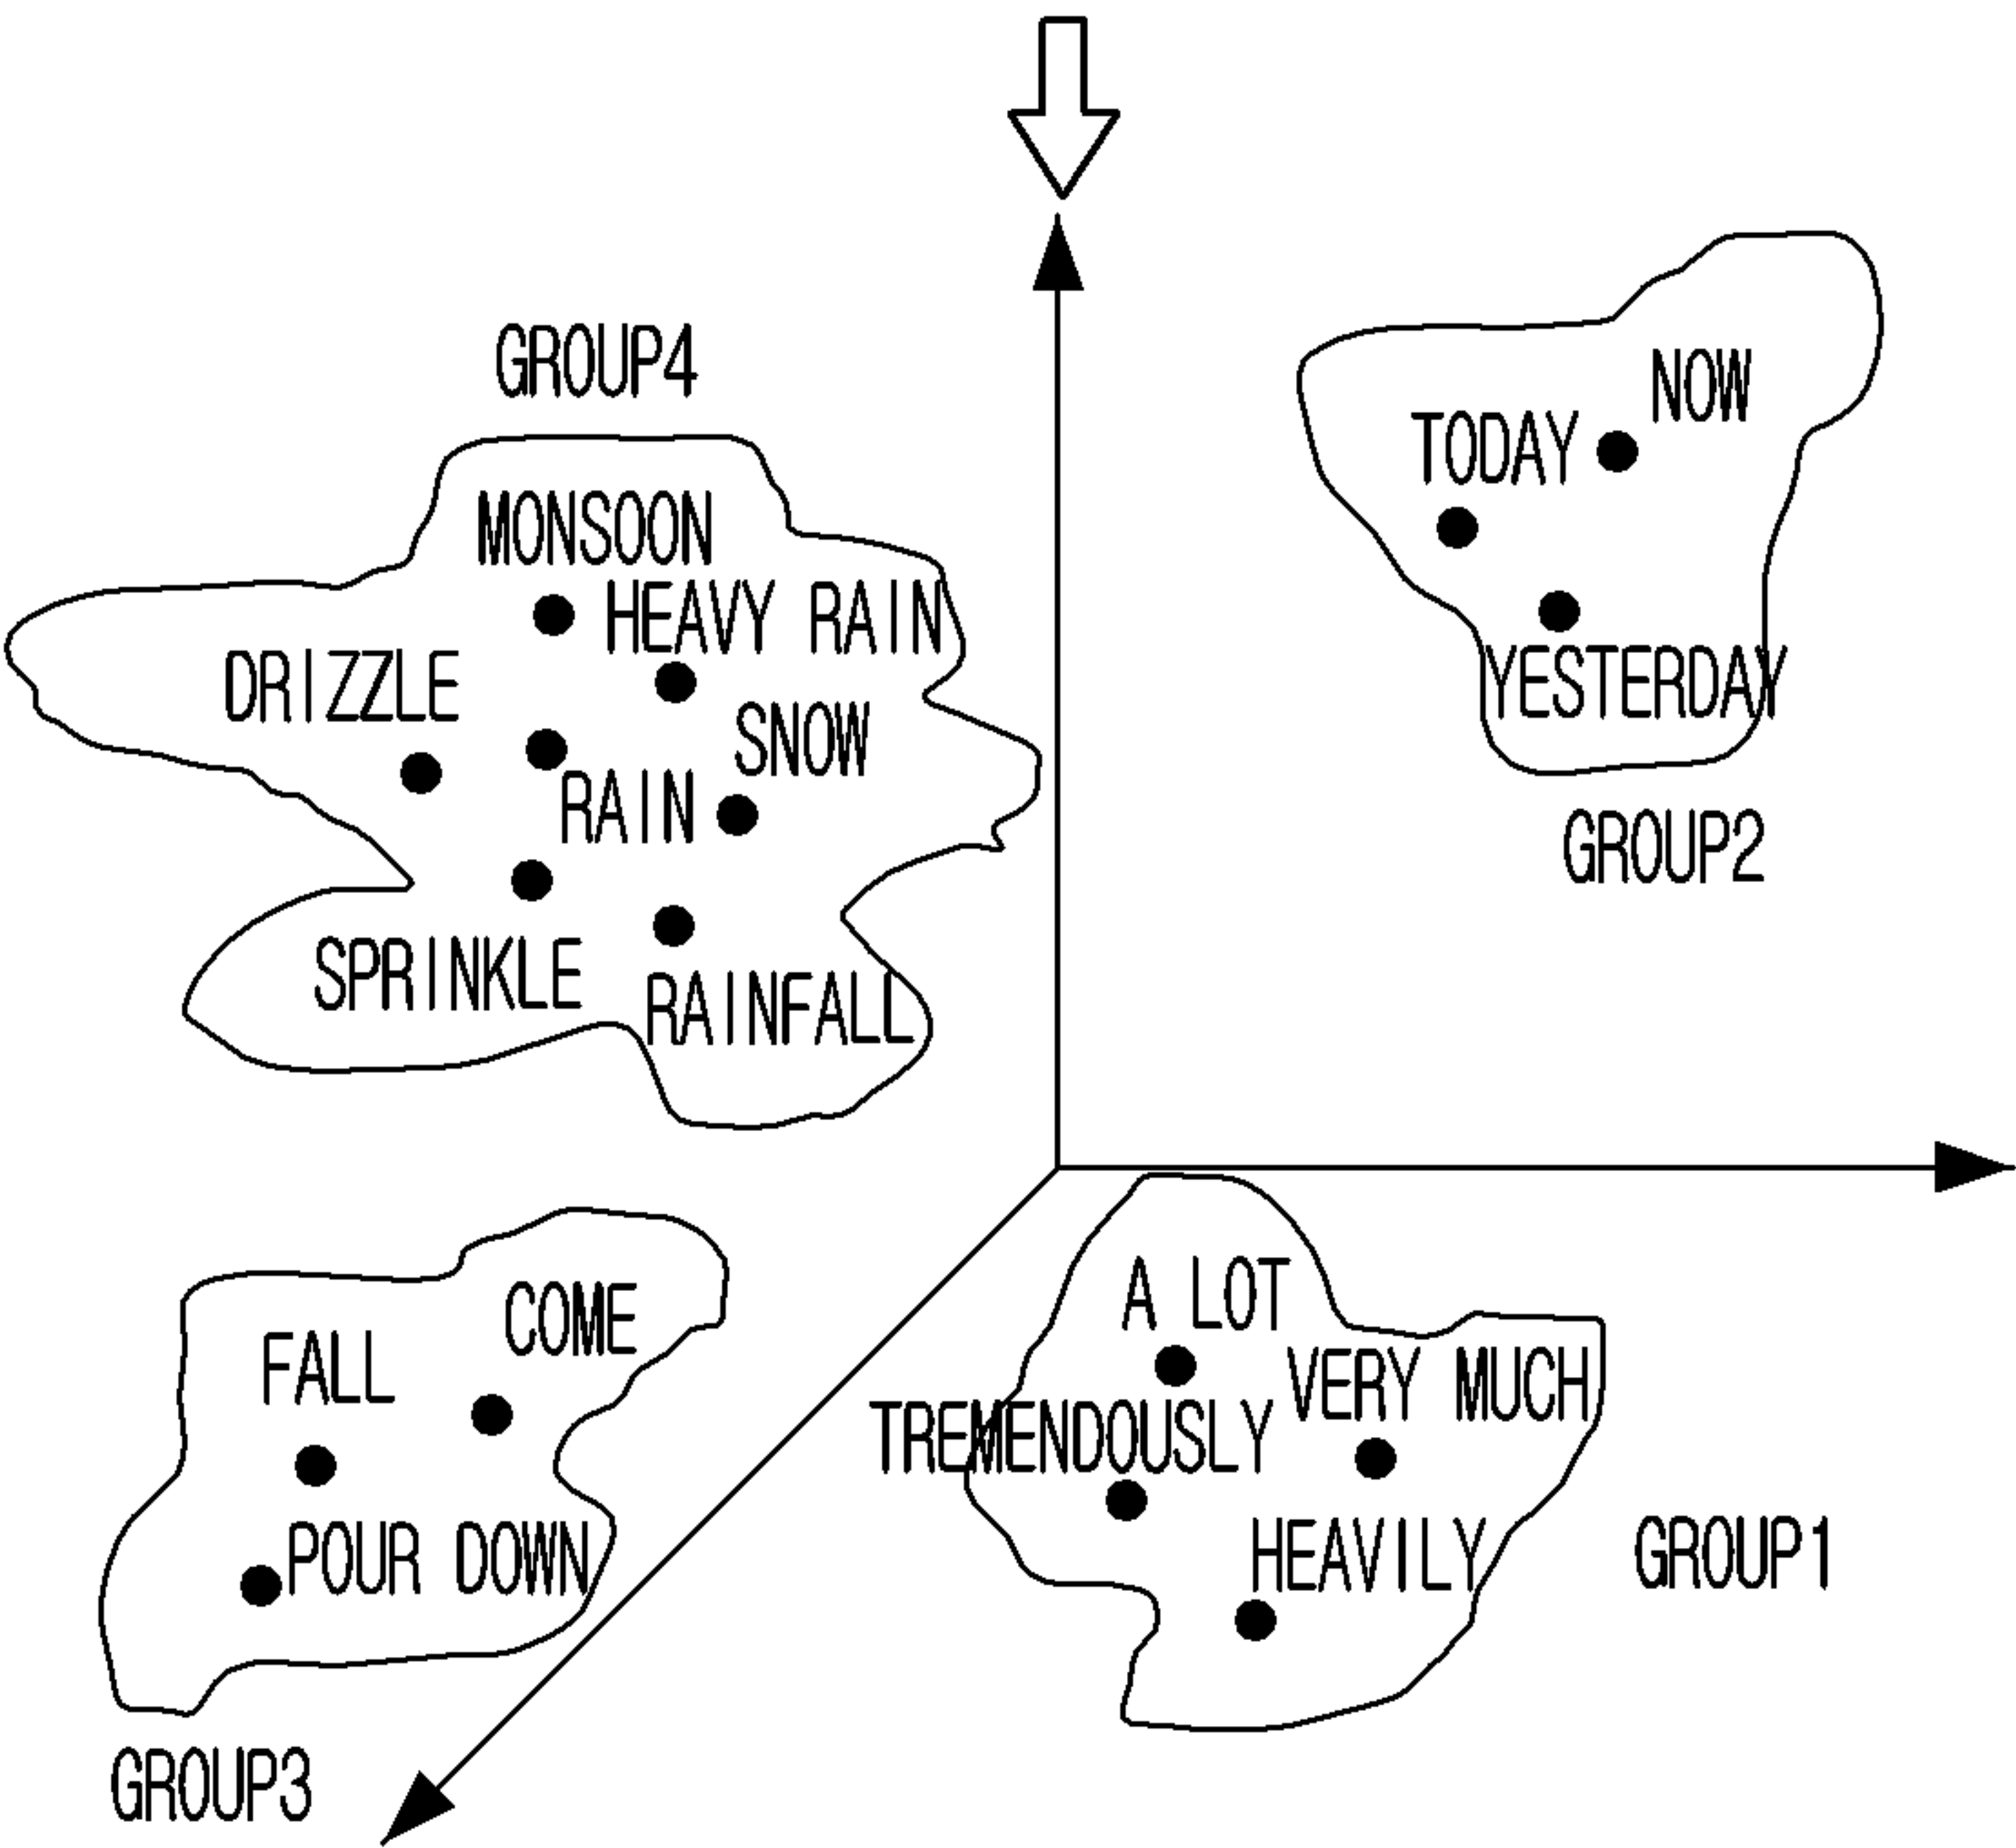 GROUP4
MONSOON
HEAVY RAIN
DRIZZLE
SNOW
RAIN
SPRINKLE
RAINFALL
NOW
TODAY
YESTERDAY
GROUP2
COME
FALL
POUR DOWN
GROUP3
A LOT
VERY MUCH
TREMENDOUSLY
HEAVILY
GROUP1